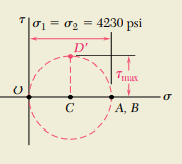 τ
σ₁ = σ₂ = 4230 psi
D′
τmax
O
C
A, B
σ